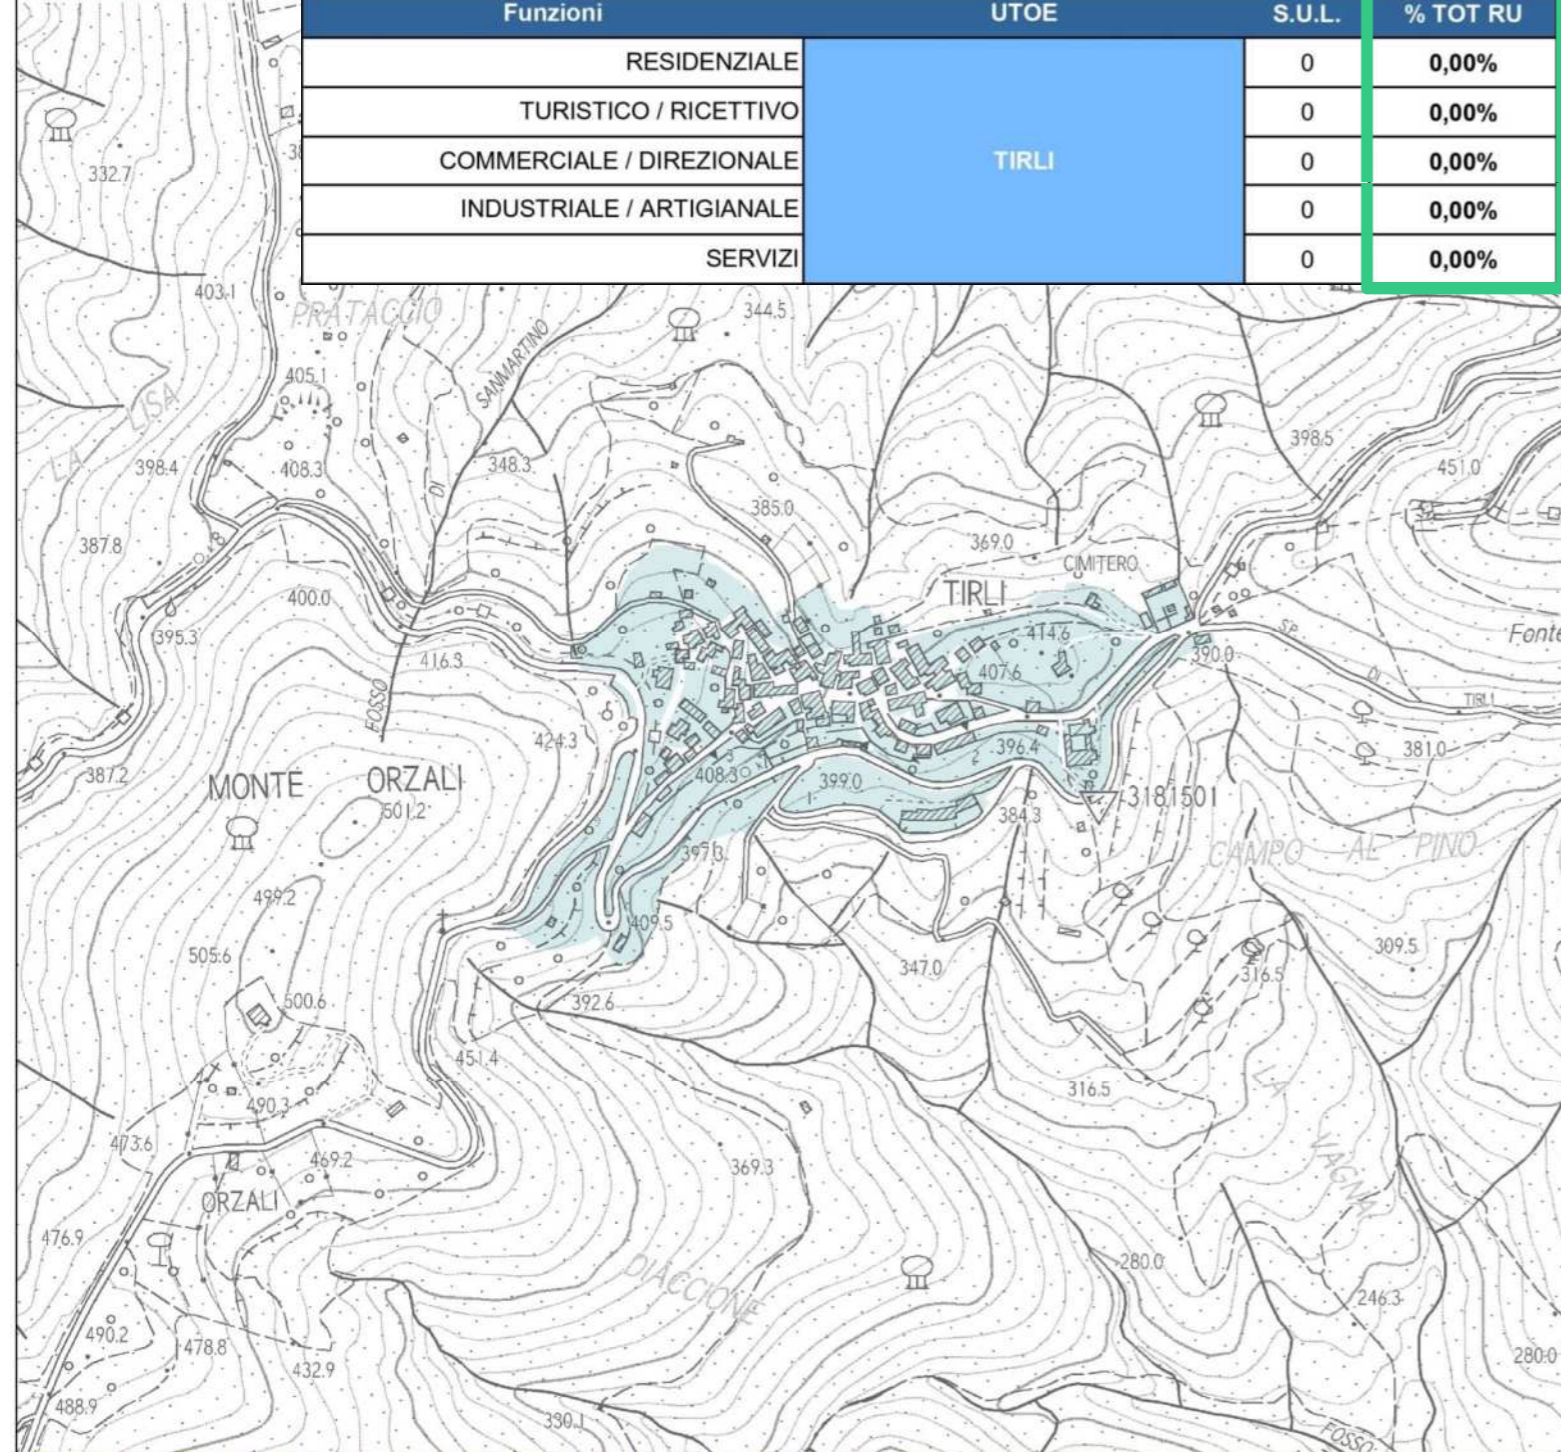 Funzioni UTOE S.U.L. % TOT RU
RESIDENZIALE 0 0,00%
TURISTICO / RICETTIVO 0 0,00%
COMMERCIALE / DIREZIONALE TIRLI 0 0,00%
INDUSTRIALE / ARTIGIANALE 0 0,00%
SERVIZI 0 0,00%
332.7
403.1
PRATACCIO
344.5
SANMARTINO
405.1
LA LISA
398.4
408.3
348.3
DI
398.5
451.0
385.0
387.8
369.0
CIMITERO
TIRLI
400.0
395.3
414.6
SP
Fonte
416.3
390.0
407.6
DI
FOSSO
TIRLI
424.3
396.4
381.0
387.2
MONTE ORZALI
408.3
399.0
501.2
384.3
3181501
397.3
CAMPO AL PINO
499.2
409.5
309.5
505.6
347.0
316.5
500.6
392.6
451.4
316.5
490.3
LA VAGNA
473.6
469.2
369.3
ORZALI
476.9
DIACCIONE
280.0
246.3
490.2
478.8
432.9
280.0
488.9
330.1
FOSSO